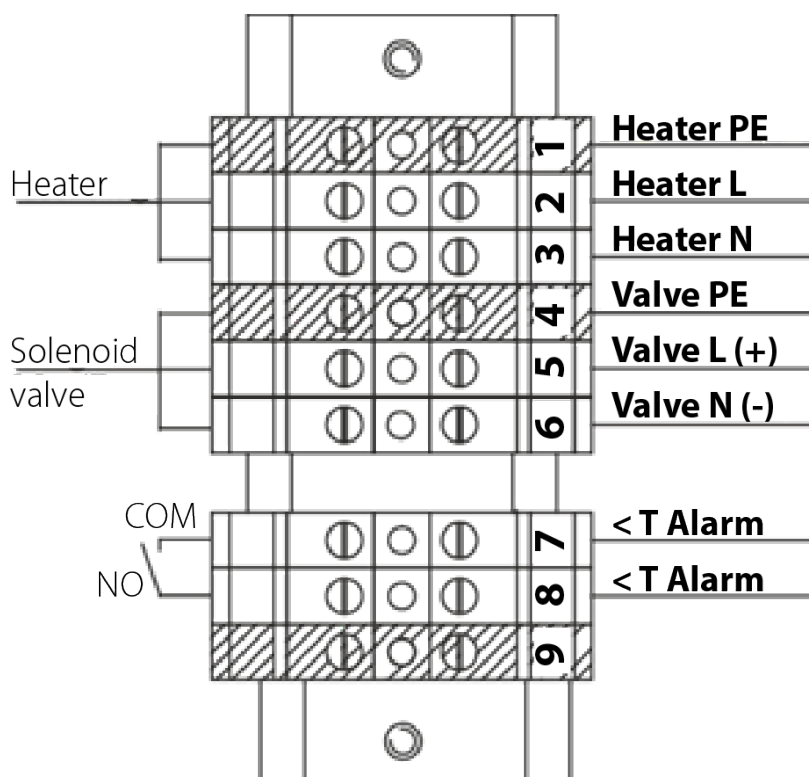 Heater PE
1
Heater
Heater L
2
Heater N
3
Valve PE
4
Solenoid
valve
Valve L (+)
5
Valve N (-)
6
COM
< T Alarm
7
NO
< T Alarm
8
9